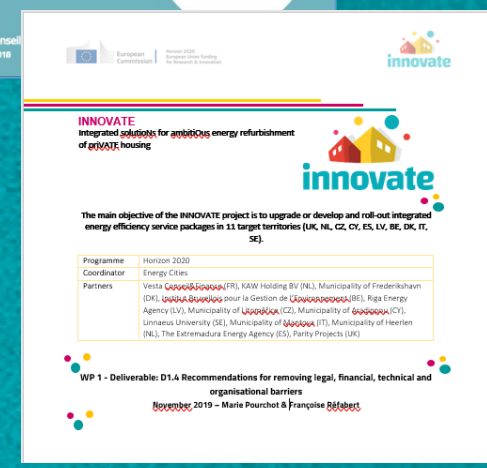 nseil
018
European
Commission
Horizon 2020
European Union funding
for Research & Innovation
innovate
INNOVATE
Integrated solutioNs for ambitiOus energy refurbishment
of priVATE housing
innovate
The main objective of the INNOVATE project is to upgrade or develop and roll-out integrated
energy efficiency service packages in 11 target territories (UK, NL, CZ, CY, ES, LV, BE, DK, IT,
SE).
Programme Horizon 2020
Coordinator Energy Cities
Partners Vesta Conseil&Finance (FR), KAW Holding BV (NL), Municipality of Frederikshavn
(DK), Institut Bruxellois pour la Gestion de l'Environnement (BE), Riga Energy
Agency (LV), Municipality of Litoměřice (CZ), Municipality of Aradippou (CY),
Linnaeus University (SE), Municipality of Mantova (IT), Municipality of Heerlen
(NL), The Extremadura Energy Agency (ES), Parity Projects (UK)
WP 1 - Deliverable: D1.4 Recommendations for removing legal, financial, technical and
organisational barriers
November 2019 – Marie Pourchot & Françoise Réfabert